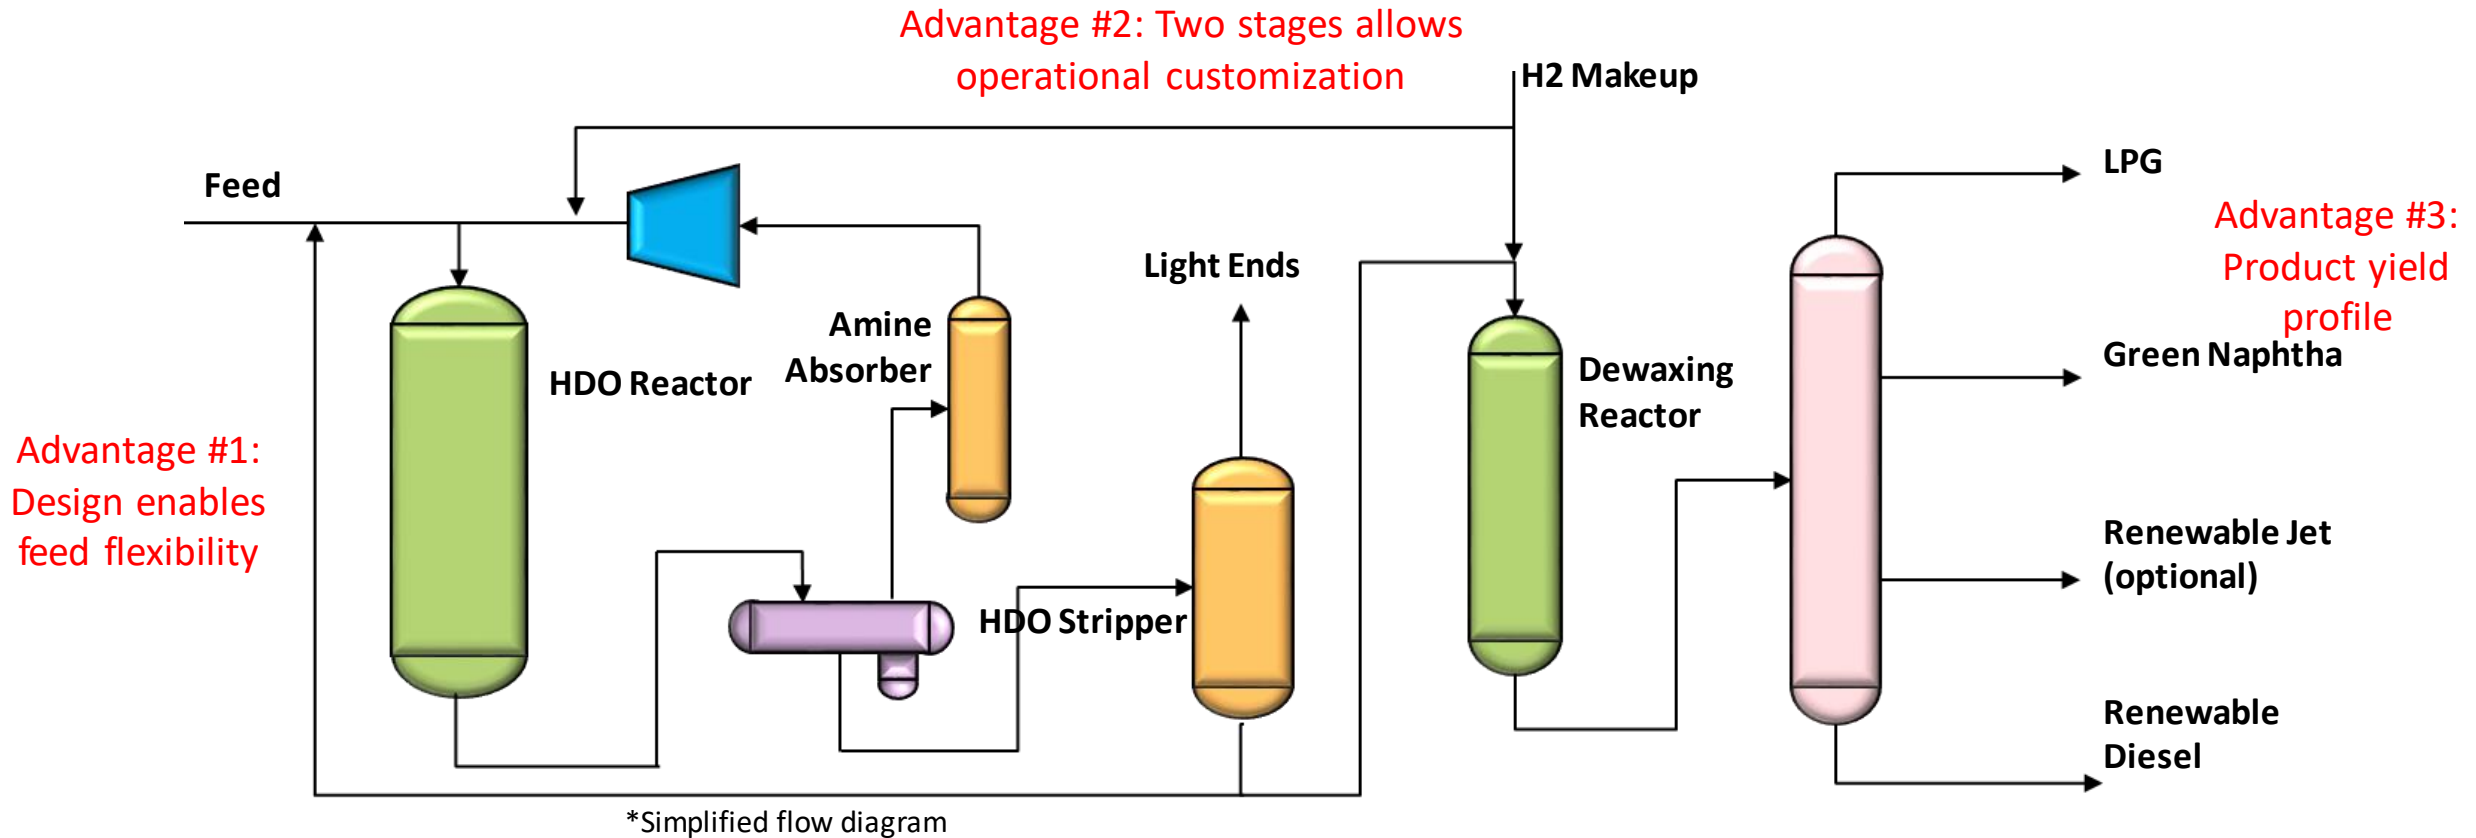 Advantage #2: Two stages allows
operational customization
H2 Makeup
Feed
LPG
Advantage #3:
Product yield
profile
Light Ends
Amine
Absorber
HDO Reactor
Green Naphtha
Dewaxing
Reactor
Advantage #1:
Design enables
feed flexibility
Renewable Jet
(optional)
HDO Stripper
Renewable
Diesel
*Simplified flow diagram